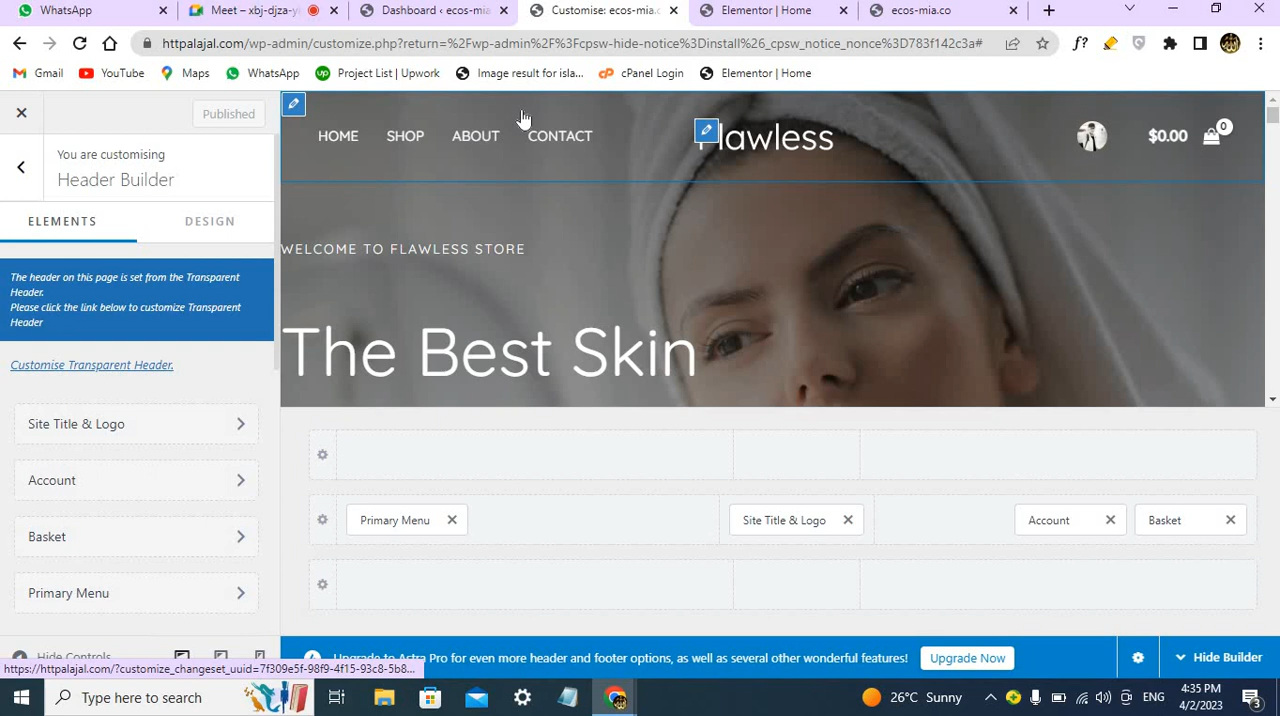 WhatsApp
Meet – xbj-djza-y
Dashboard ‹ ecos-mia
Customise: ecos-mia.
Elementor | Home
ecos-mia.co
httpalajal.com/wp-admin/customize.php?return=%2Fwp-admin%2F%3Fcpsw-hide-notice%3Dinstall%26_cpsw_notice_nonce%3D783f142c3a#
f?
Gmail
YouTube
Maps
WhatsApp
Project List | Upwork
Image result for isla...
cPanel Login
Elementor | Home
Published
You are customising
Header Builder
ELEMENTS
DESIGN
The header on this page is set from the Transparent
Header.
Please click the link below to customize Transparent
Header
Customise Transparent Header.
Site Title & Logo
Account
Basket
Primary Menu
Hide Controls
https://httpalajal.com/?customize_changeset_uuid=7f309e5f-98f9-4f15-93c8-5b8...
HOME
SHOP
ABOUT
CONTACT
Flawless
$0.00
0
WELCOME TO FLAWLESS STORE
The Best Skin
Primary Menu
Site Title & Logo
Account
Basket
Upgrade to Astra Pro for even more header and footer options, as well as several other wonderful features!
Upgrade Now
Hide Builder
Type here to search
26°C Sunny
ENG
4:35 PM
4/2/2023
3